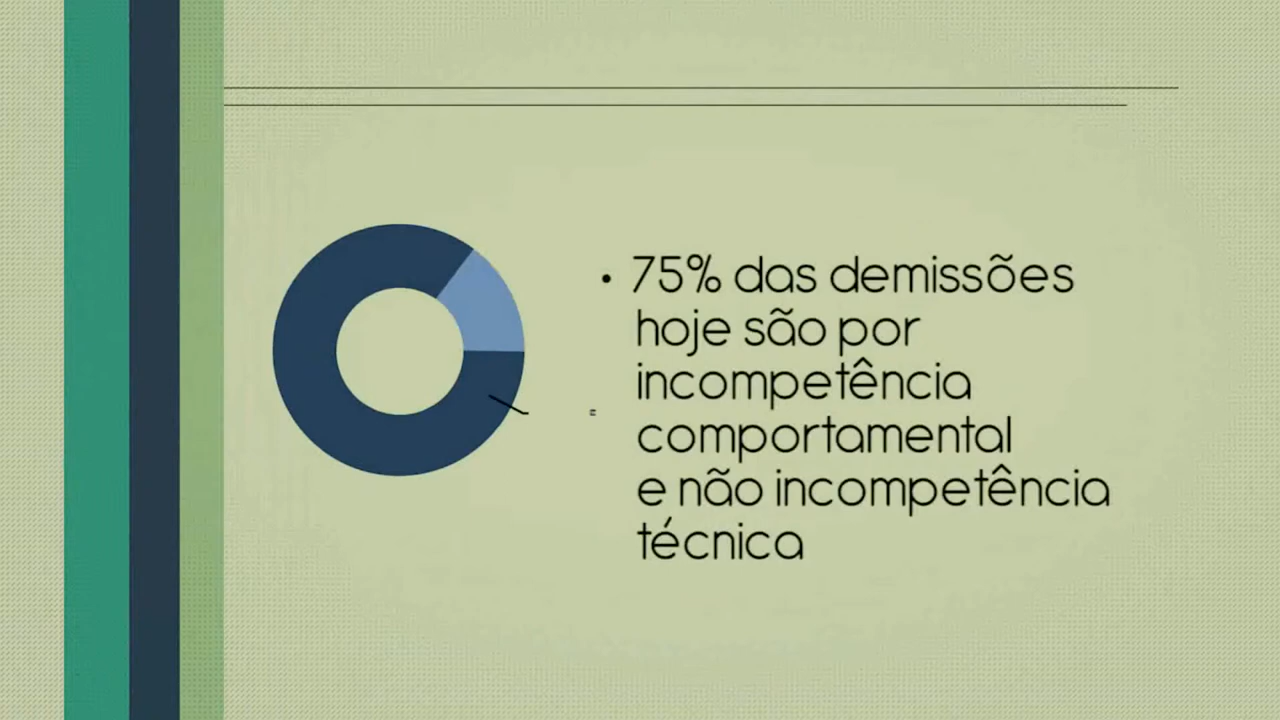 • 75% das demissões
hoje são por
incompetência
comportamental
e não incompetência
técnica